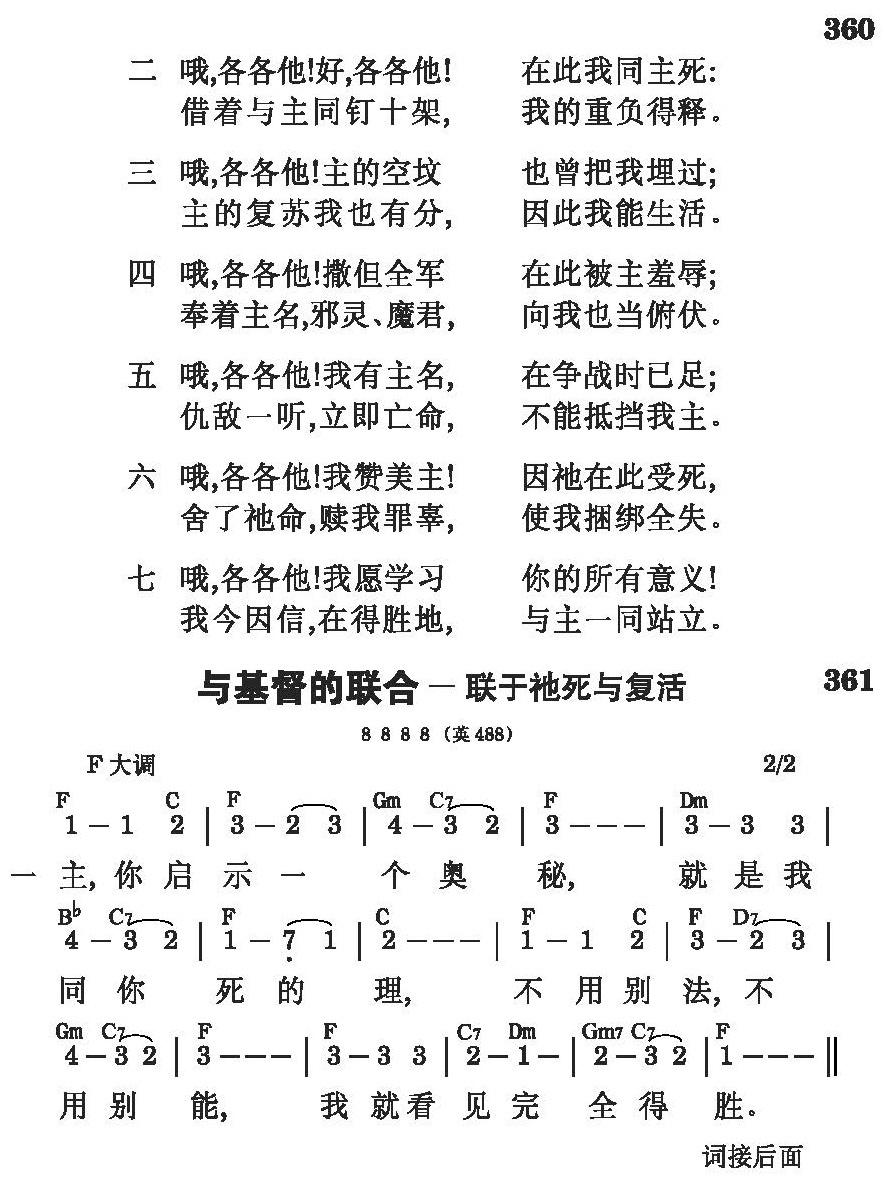 360
二 哦,各各他!好,各各他! 在此我同主死:
借着与主同钉十架, 我的重负得释。
三 哦,各各他!主的空坟 也曾把我埋过;
主的复苏我也有分, 因此我能生活。
四 哦,各各他!撒但全军 在此被主羞辱;
奉着主名,邪灵、魔君, 向我也当俯伏。
五 哦,各各他!我有主名, 在争战时已足;
仇敌一听,立即亡命, 不能抵挡我主。
六 哦,各各他!我赞美主! 因祂在此受死,
舍了祂命,赎我罪辜, 使我捆绑全失。
七 哦,各各他!我愿学习 你的所有意义!
我今因信,在得胜地, 与主一同站立。
与基督的联合 — 联于祂死与复活 361
8 8 8 8 (英488)
F大调 2/2
F C F Gm C7 F Dm
1 – 1 2 | 3 – 2 3 | 4 – 3 2 | 3 – – – | 3 – 3 3 |
一 主, 你 启 示 一 个 奥 秘, 就 是 我
B♭ C7 F C F C F D7
4 – 3 2 | 1 – 7̣ 1 | 2 – – – | 1 – 1 2 | 3 – 2 3 |
同 你 死 的 理, 不 用 别 法, 不
Gm C7 F F C7 Dm Gm7 C7 F
4 – 3 2 | 3 – – – | 3 – 3 3 | 2 – 1 – | 2 – 3 2 | 1 – – – ‖
用 别 能, 我 就 看 见 完 全 得 胜。
词接后面